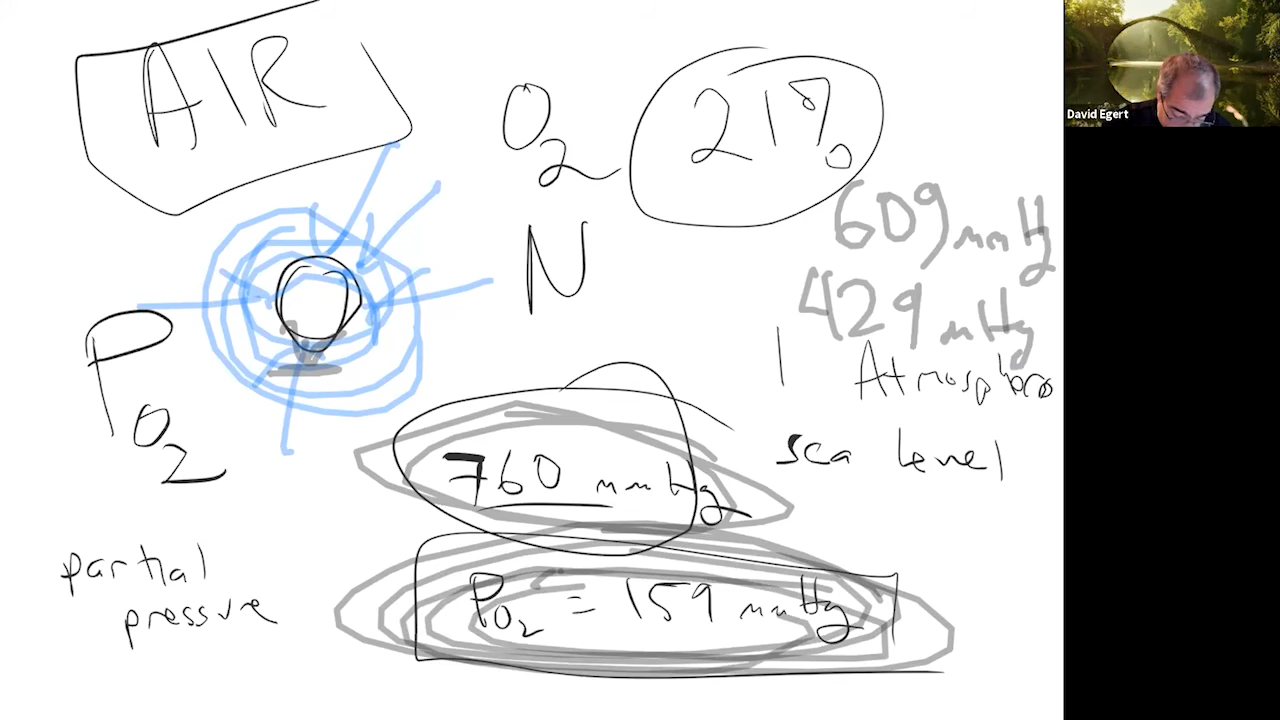 AIR
O2 21%
N
609 mmHg
429 mmHg
1 Atmosphere
sea level
PO2
760 mmHg
partial
pressure
PO2 = 159 mmHg
David Egert